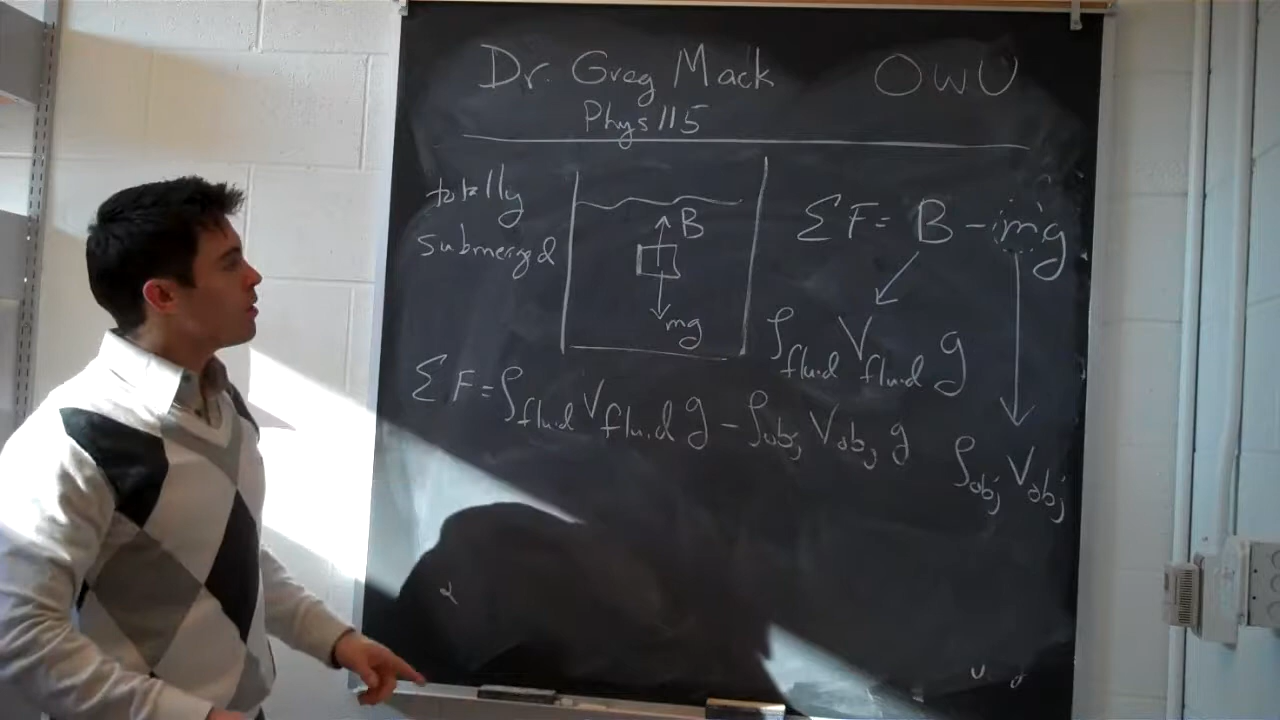 Dr. Greg Mack OWU
Phys 115
totally
submerged
B
mg
ΣF = B - mg
ρfluid Vfluid g
ρobj Vobj
ΣF = ρfluid Vfluid g - ρobj Vobj g